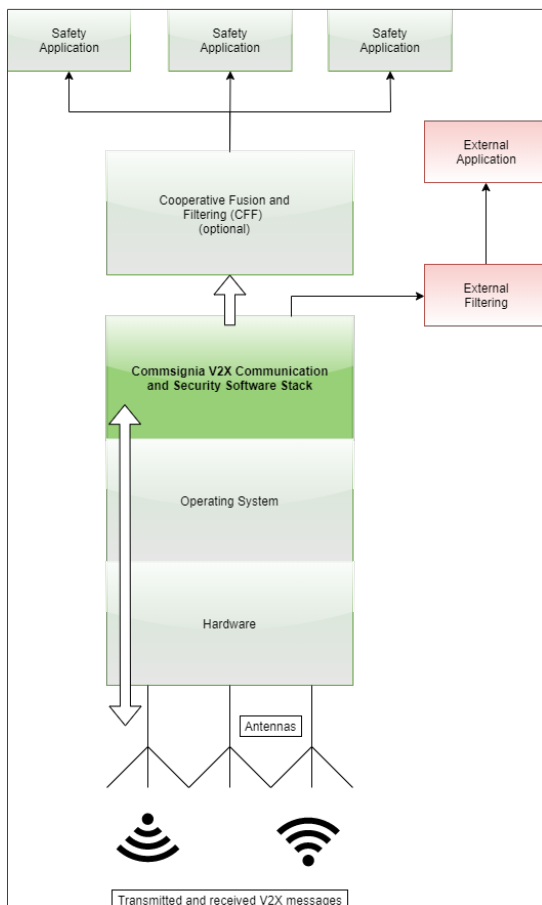 Safety
Application
Safety
Application
Safety
Application
External
Application
Cooperative Fusion and
Filtering (CFF)
(optional)
External
Filtering
Commsignia V2X Communication
and Security Software Stack
Operating System
Hardware
Antennas
Transmitted and received V2X messages